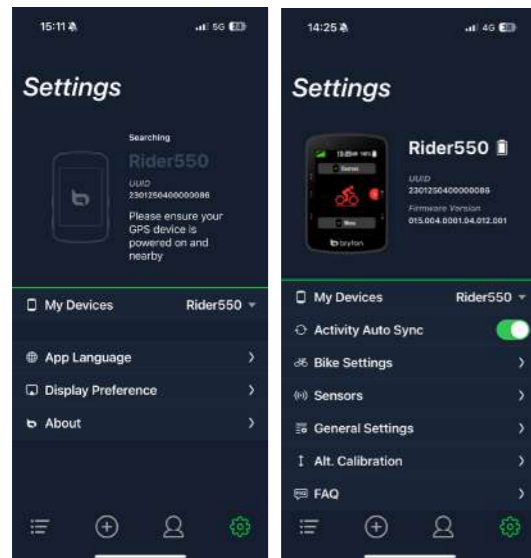 15:11
5G
Settings
Searching
Rider550
UUID
2301250400000086
Please ensure your
GPS device is
powered on and
nearby
My Devices
Rider550
App Language
Display Preference
About
14:25
4G
Settings
Rider550
UUID
2301250400000086
Firmware Version
015.004.0001.04.012.001
bryton
My Devices
Rider550
Activity Auto Sync
Bike Settings
Sensors
General Settings
Alt. Calibration
FAQ